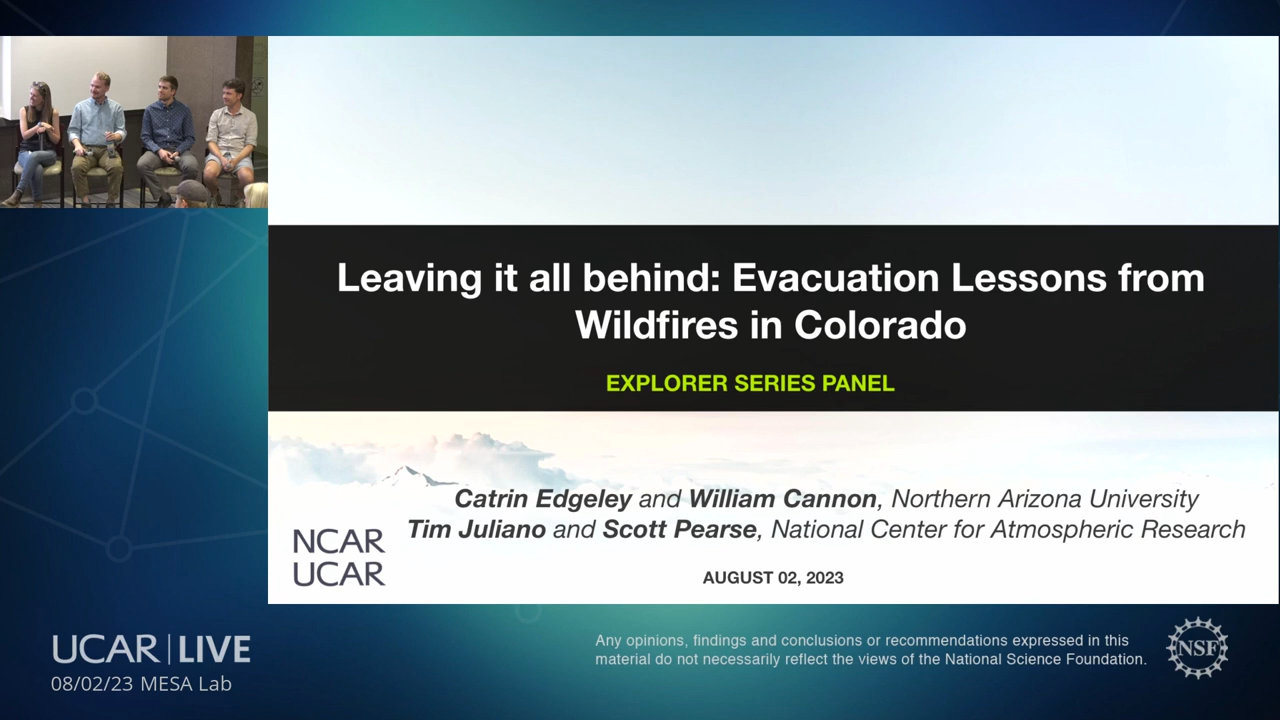 Leaving it all behind: Evacuation Lessons from
Wildfires in Colorado
EXPLORER SERIES PANEL
Catrin Edgeley and William Cannon, Northern Arizona University
Tim Juliano and Scott Pearse, National Center for Atmospheric Research
NCAR
UCAR
AUGUST 02, 2023
UCAR | LIVE
08/02/23 MESA Lab
Any opinions, findings and conclusions or recommendations expressed in this
material do not necessarily reflect the views of the National Science Foundation.
NSF